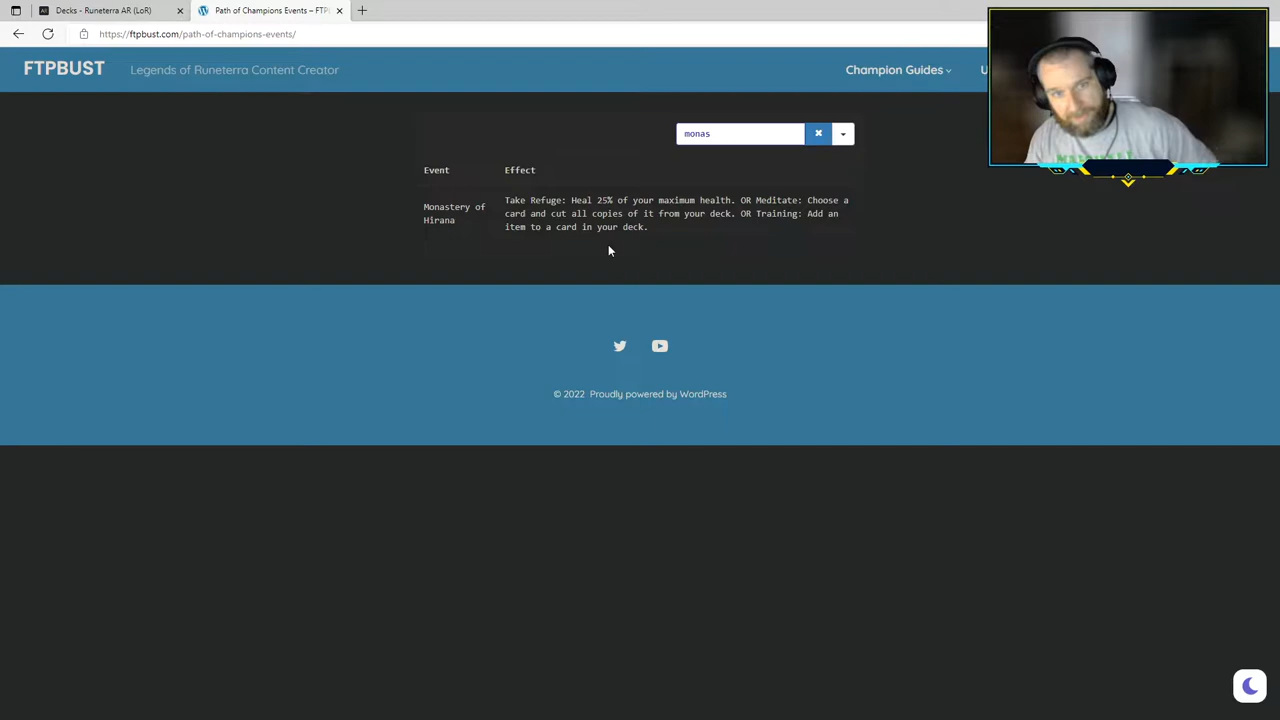 Decks - Runeterra AR (LoR)
Path of Champions Events – FTP
https://ftpbust.com/path-of-champions-events/
FTPBUST
Legends of Runeterra Content Creator
Champion Guides
U
monas
Event
Effect
Monastery of
Hirana
Take Refuge: Heal 25% of your maximum health. OR Meditate: Choose a
card and cut all copies of it from your deck. OR Training: Add an
item to a card in your deck.
© 2022 Proudly powered by WordPress